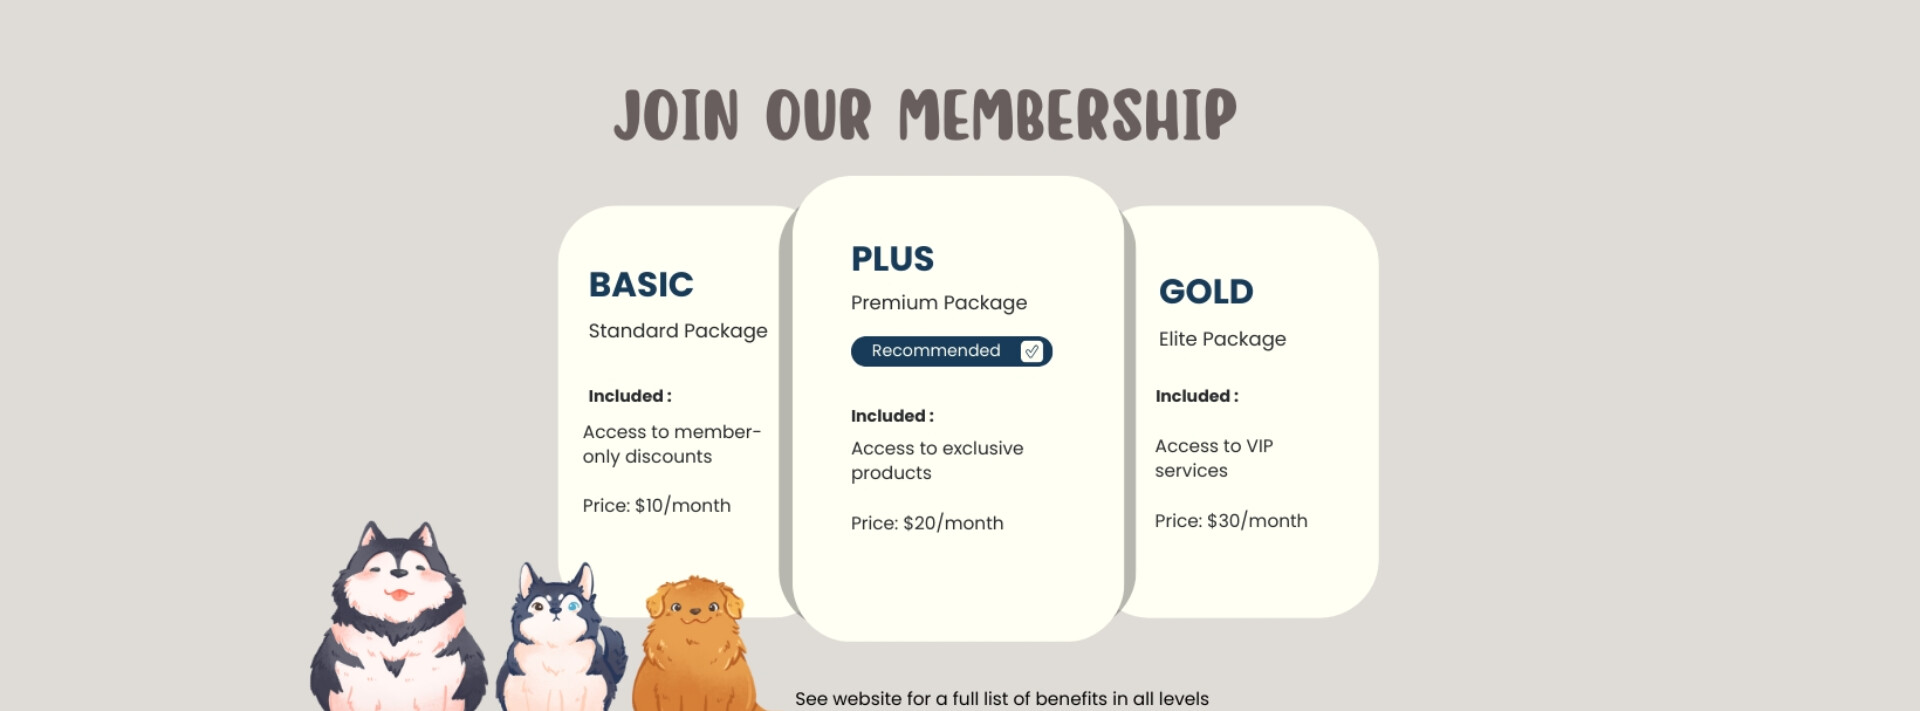 JOIN OUR MEMBERSHIP
BASIC
Standard Package
Included :
Access to member-
only discounts
Price: $10/month
PLUS
Premium Package
Recommended
Included :
Access to exclusive
products
Price: $20/month
GOLD
Elite Package
Included :
Access to VIP
services
Price: $30/month
See website for a full list of benefits in all levels